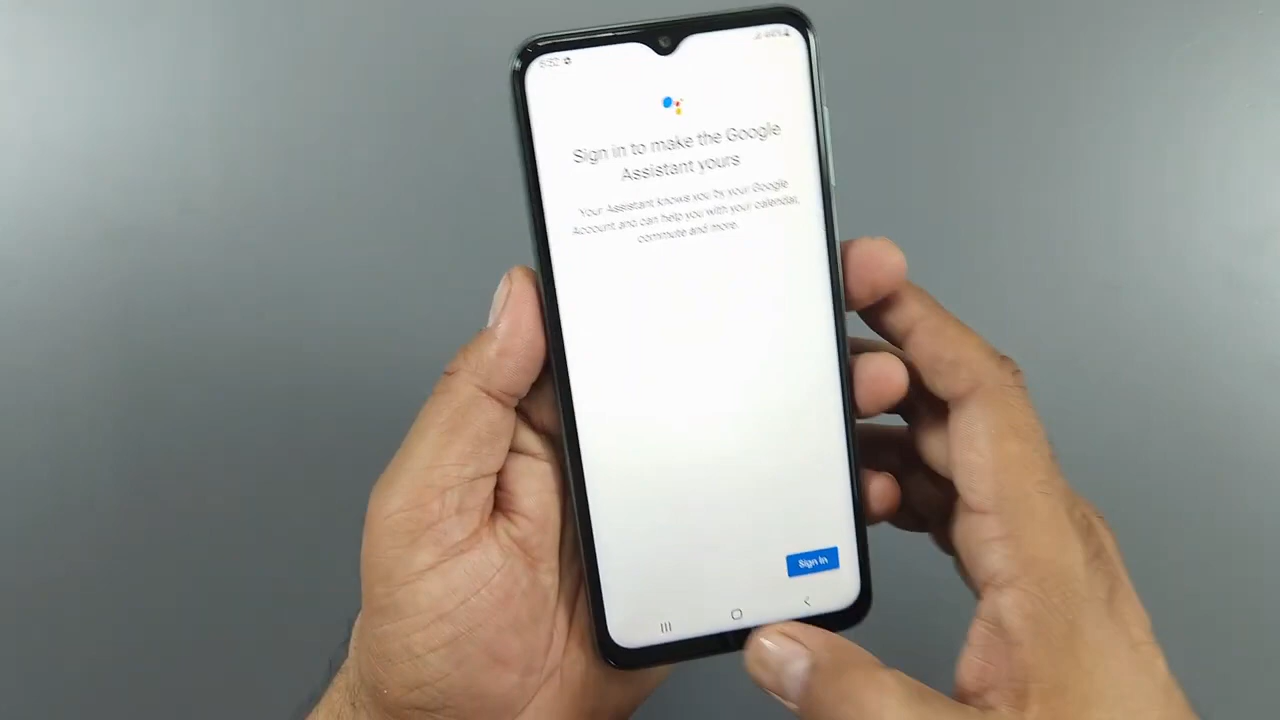 Sign in to make the Google
Assistant yours
Your Assistant knows you by your Google
Account and can help you with your calendar,
commute and more.
Sign In